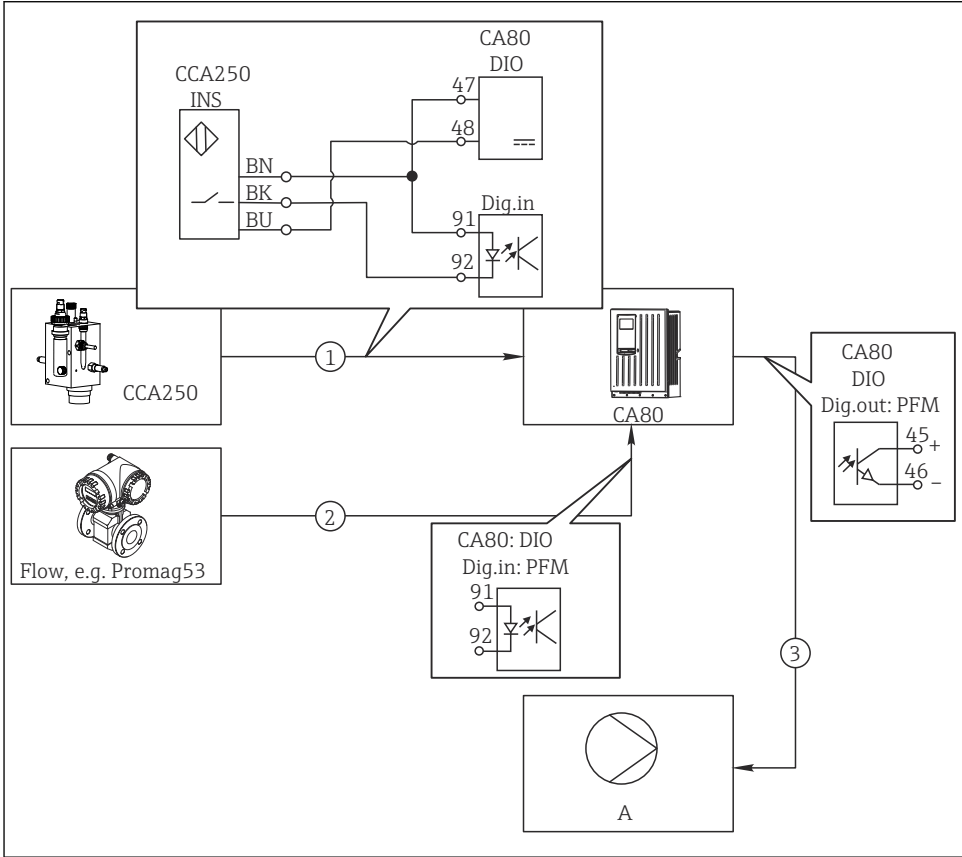 CA80
DIO
CCA250
INS
47
48
BN
BK
BU
Dig.in
91
92
CCA250
1
CA80
CA80
DIO
Dig.out: PFM
45
+
46
–
Flow, e.g. Promag53
2
CA80: DIO
Dig.in: PFM
91
92
3
A